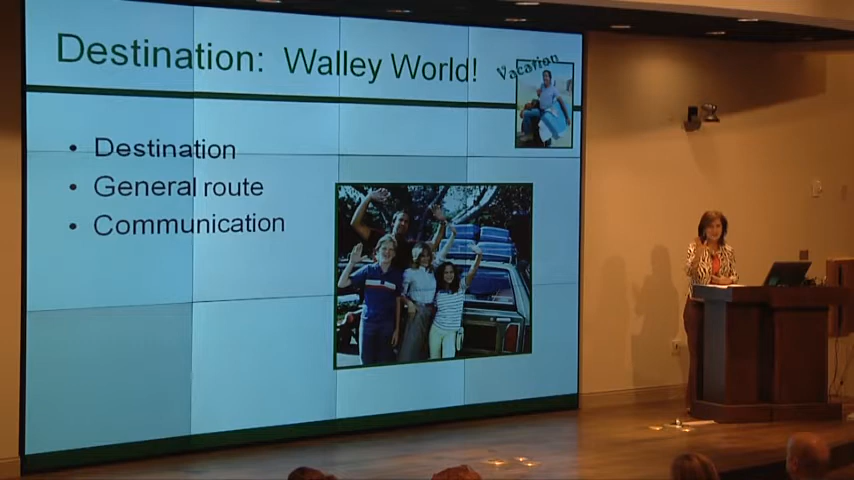 Destination: Walley World!
Vacation
• Destination
• General route
• Communication